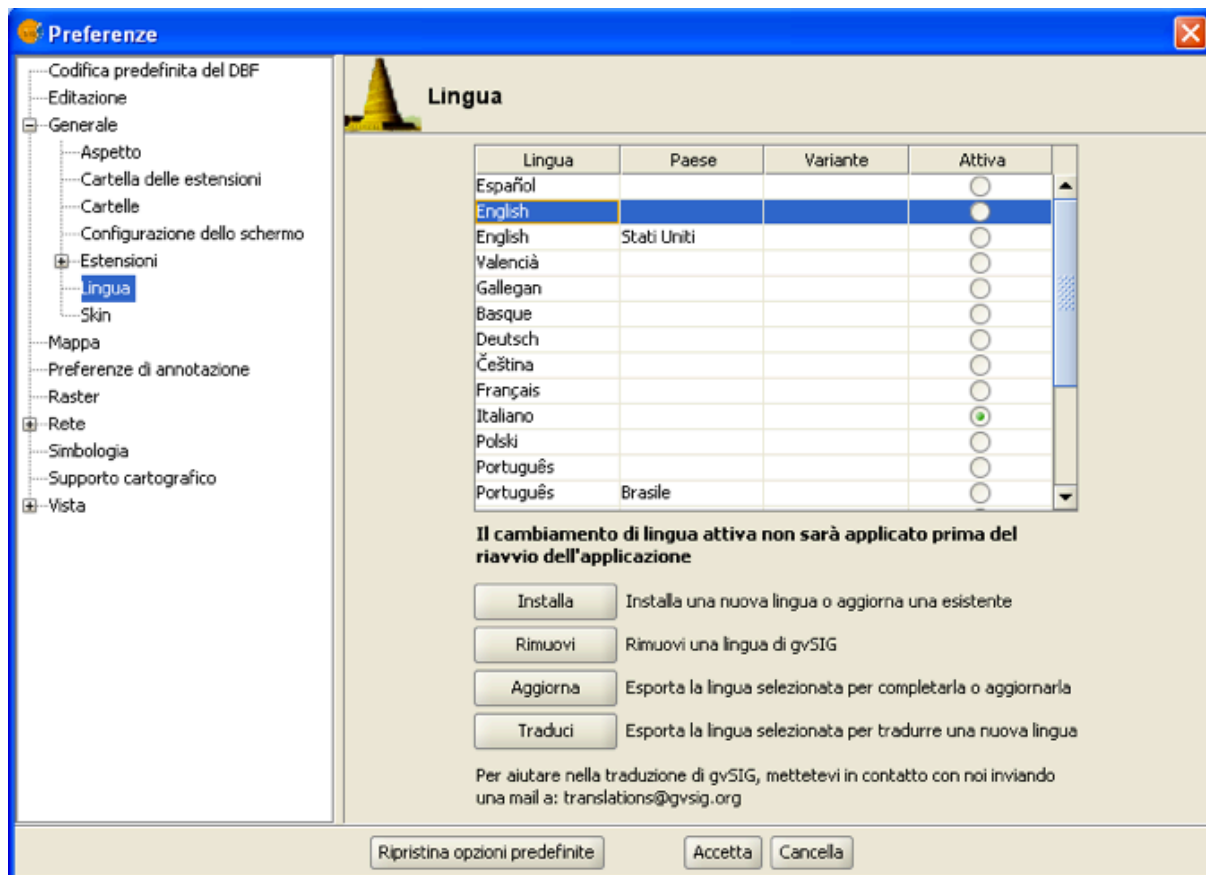 Preferenze
Codifica predefinita del DBF
Editazione
Generale
Aspetto
Cartella delle estensioni
Cartelle
Configurazione dello schermo
Estensioni
Lingua
Skin
Mappa
Preferenze di annotazione
Raster
Rete
Simbologia
Supporto cartografico
Vista
Lingua
Lingua Paese Variante Attiva
Español
English
English Stati Uniti
Valencià
Gallegan
Basque
Deutsch
Čeština
Français
Italiano
Polski
Português
Português Brasile
Il cambiamento di lingua attiva non sarà applicato prima del
riavvio dell'applicazione
Installa Installa una nuova lingua o aggiorna una esistente
Rimuovi Rimuovi una lingua di gvSIG
Aggiorna Esporta la lingua selezionata per completarla o aggiornarla
Traduci Esporta la lingua selezionata per tradurre una nuova lingua
Per aiutare nella traduzione di gvSIG, mettetevi in contatto con noi inviando
una mail a: translations@gvsig.org
Ripristina opzioni predefinite Accetta Cancella